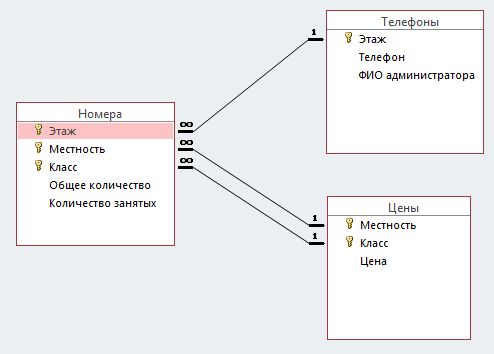 Телефоны
1
Этаж
Телефон
ФИО администратора
Номера
∞
Этаж
∞
Местность
∞
Класс
Общее количество
Количество занятых
Цены
1
Местность
1
Класс
Цена